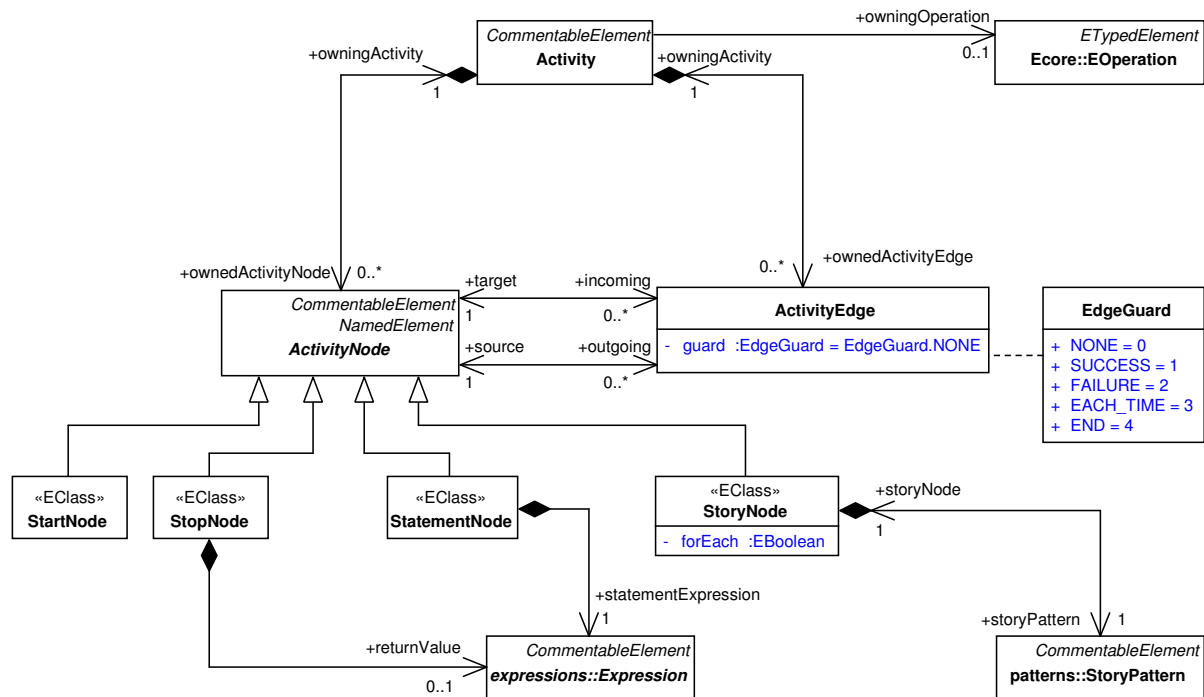 +owningOperation
CommentableElement
Activity
0..1
ETypedElement
Ecore::EOperation
+owningActivity
1
+owningActivity
1
+ownedActivityNode
0..*
0..*
+ownedActivityEdge
CommentableElement
NamedElement
ActivityNode
+target
1
+incoming
0..*
+source
1
+outgoing
0..*
ActivityEdge
- guard :EdgeGuard = EdgeGuard.NONE
EdgeGuard
+ NONE = 0
+ SUCCESS = 1
+ FAILURE = 2
+ EACH_TIME = 3
+ END = 4
«EClass»
StartNode
«EClass»
StopNode
«EClass»
StatementNode
«EClass»
StoryNode
- forEach :EBoolean
+storyNode
1
+statementExpression
1
+storyPattern
1
+returnValue
0..1
CommentableElement
expressions::Expression
CommentableElement
patterns::StoryPattern